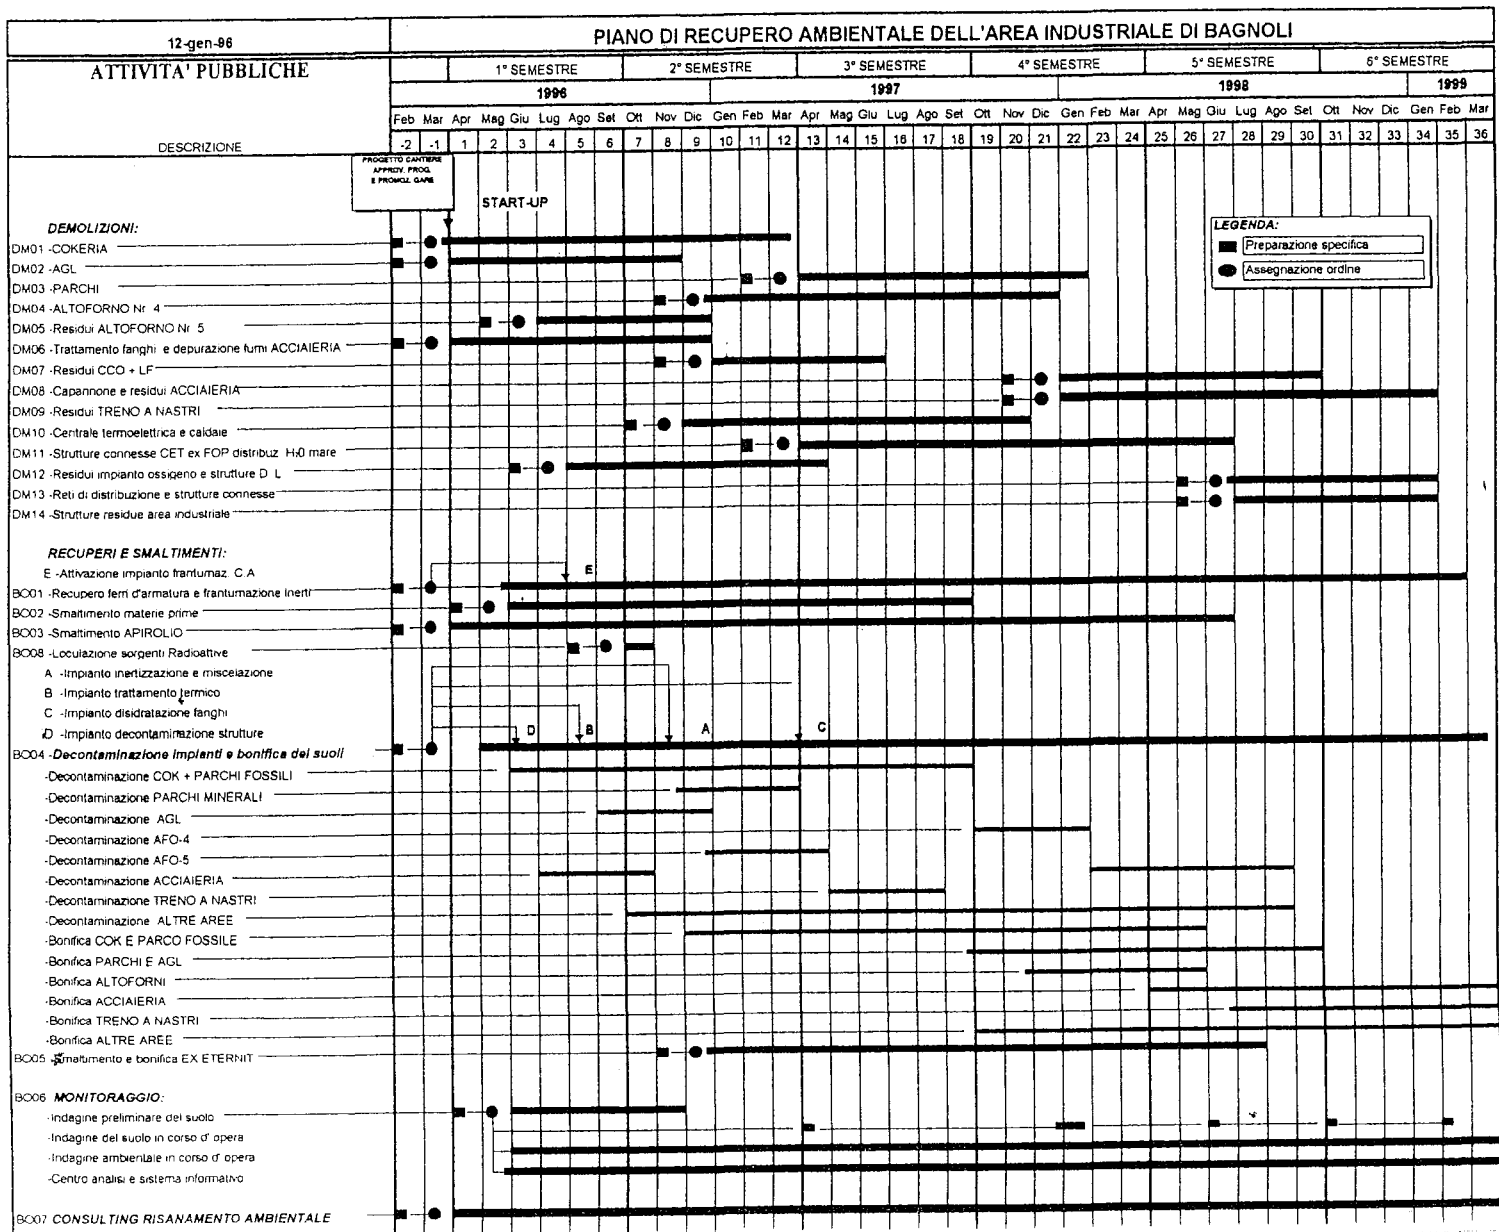 12-gen-96
PIANO DI RECUPERO AMBIENTALE DELL'AREA INDUSTRIALE DI BAGNOLI
ATTIVITA' PUBBLICHE
1° SEMESTRE 2° SEMESTRE 3° SEMESTRE 4° SEMESTRE 5° SEMESTRE 6° SEMESTRE
1996 1997 1998 1999
Feb Mar Apr Mag Giu Lug Ago Set Ott Nov Dic Gen Feb Mar Apr Mag Giu Lug Ago Set Ott Nov Dic Gen Feb Mar Apr Mag Giu Lug Ago Set Ott Nov Dic Gen Feb Mar
DESCRIZIONE -2 -1 1 2 3 4 5 6 7 8 9 10 11 12 13 14 15 16 17 18 19 20 21 22 23 24 25 26 27 28 29 30 31 32 33 34 35 36
PROGETTO CANTIERE
APPROV. PROG.
E PROMOZ. GARE
START-UP
LEGENDA:
Preparazione specifica
Assegnazione ordine
DEMOLIZIONI:
DM01 -COKERIA
DM02 -AGL
DM03 -PARCHI
DM04 -ALTOFORNO Nr 4
DM05 -Residui ALTOFORNO Nr 5
DM06 -Trattamento fanghi e depurazione fumi ACCIAIERIA
DM07 -Residui CCO + LF
DM08 -Capannone e residui ACCIAIERIA
DM09 -Residui TRENO A NASTRI
DM10 -Centrale termoelettrica e caldaie
DM11 -Strutture connesse CET ex FOP distribuz H20 mare
DM12 -Residui impianto ossigeno e strutture D L
DM13 -Reti di distribuzione e strutture connesse
DM14 -Strutture residue area industriale
RECUPERI E SMALTIMENTI:
E -Attivazione impianto frantumaz. C.A E
BO01 -Recupero ferri d'armatura e frantumazione inerti
BO02 -Smaltimento materie prime
BO03 -Smaltimento APIROLIO
BO08 -Loculazione sorgenti Radioattive
A -Impianto inertizzazione e miscelazione
B -Impianto trattamento termico
C -Impianto disidratazione fanghi
D -Impianto decontaminazione strutture D B A C
BO04 -Decontaminazione impianti e bonifica dei suoli
-Decontaminazione COK + PARCHI FOSSILI
-Decontaminazione PARCHI MINERALI
-Decontaminazione AGL
-Decontaminazione AFO-4
-Decontaminazione AFO-5
-Decontaminazione ACCIAIERIA
-Decontaminazione TRENO A NASTRI
-Decontaminazione ALTRE AREE
-Bonifica COK E PARCO FOSSILE
-Bonifica PARCHI E AGL
-Bonifica ALTOFORNI
-Bonifica ACCIAIERIA
-Bonifica TRENO A NASTRI
-Bonifica ALTRE AREE
BO05 -Smaltimento e bonifica EX ETERNIT
BO06 MONITORAGGIO:
-Indagine preliminare del suolo
-Indagine del suolo in corso d' opera
-Indagine ambientale in corso d' opera
-Centro analisi e sistema informativo
BO07 CONSULTING RISANAMENTO AMBIENTALE